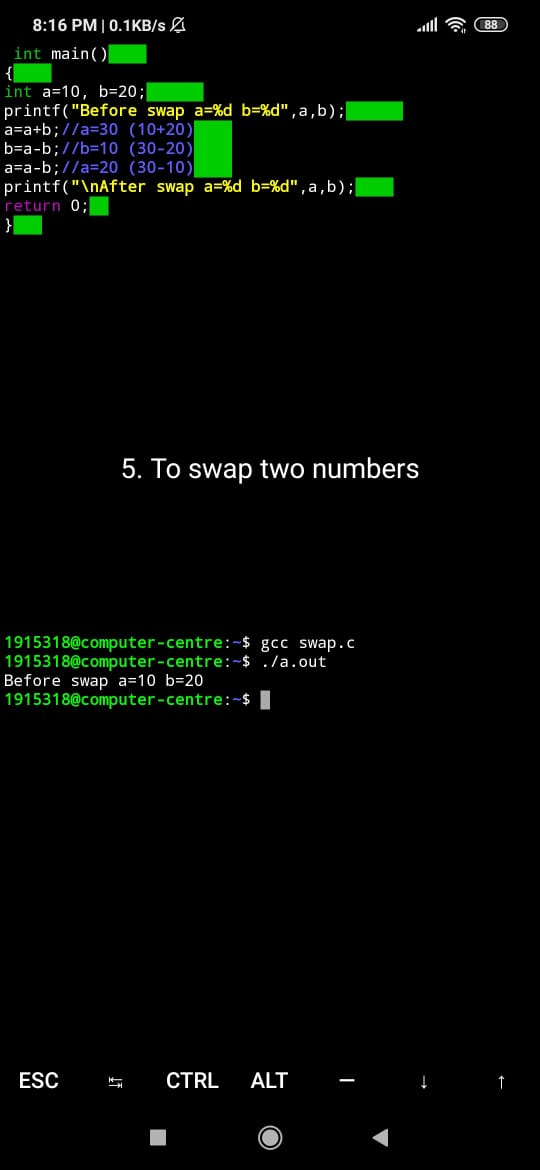 8:16 PM | 0.1KB/s
88
int main()
{
int a=10, b=20;
printf("Before swap a=%d b=%d",a,b);
a=a+b;//a=30 (10+20)
b=a-b;//b=10 (30-20)
a=a-b;//a=20 (30-10)
printf("\nAfter swap a=%d b=%d",a,b);
return 0;
}
5. To swap two numbers
1915318@computer-centre:~$ gcc swap.c
1915318@computer-centre:~$ ./a.out
Before swap a=10 b=20
1915318@computer-centre:~$
ESC ↹ CTRL ALT — ↓ ↑